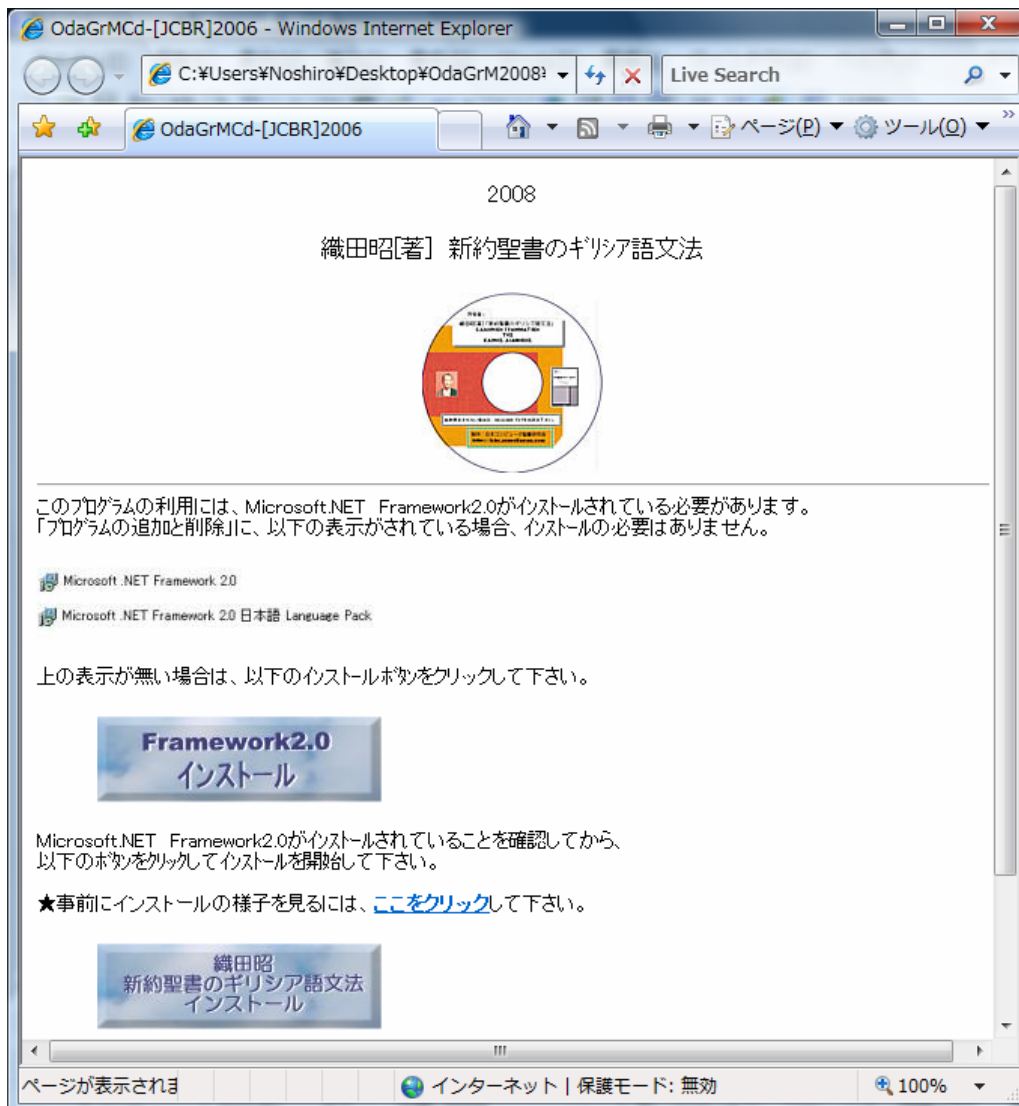 OdaGrMCd-[JCBR]2006 - Windows Internet Explorer
C:¥Users¥Noshiro¥Desktop¥OdaGrM2008¥
Live Search
OdaGrMCd-[JCBR]2006
ページ(P)
ツール(O)
2008
織田昭[著] 新約聖書のギリシア語文法
このプログラムの利用には、Microsoft.NET Framework2.0がインストールされている必要があります。
「プログラムの追加と削除」に、以下の表示がされている場合、インストールの必要はありません。
Microsoft .NET Framework 2.0
Microsoft .NET Framework 2.0 日本語 Language Pack
上の表示が無い場合は、以下のインストールボタンをクリックして下さい。
Framework2.0
インストール
Microsoft.NET Framework2.0がインストールされていることを確認してから、
以下のボタンをクリックしてインストールを開始して下さい。
★事前にインストールの様子を見るには、ここをクリックして下さい。
織田昭
新約聖書のギリシア語文法
インストール
ページが表示されま
インターネット | 保護モード: 無効
100%